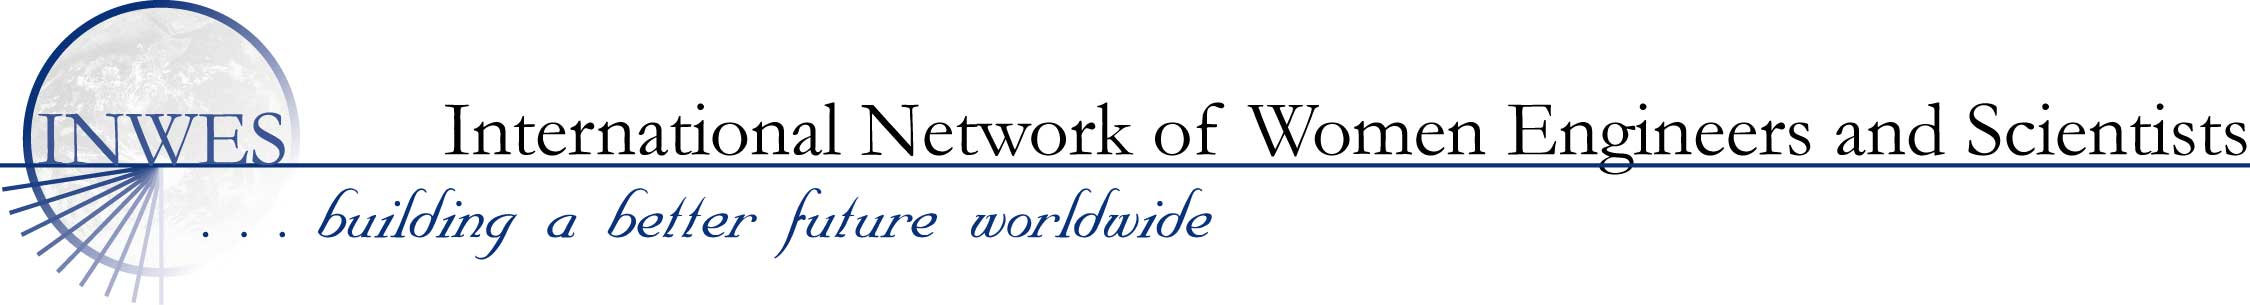 INWES
International Network of Women Engineers and Scientists
. . . building a better future worldwide